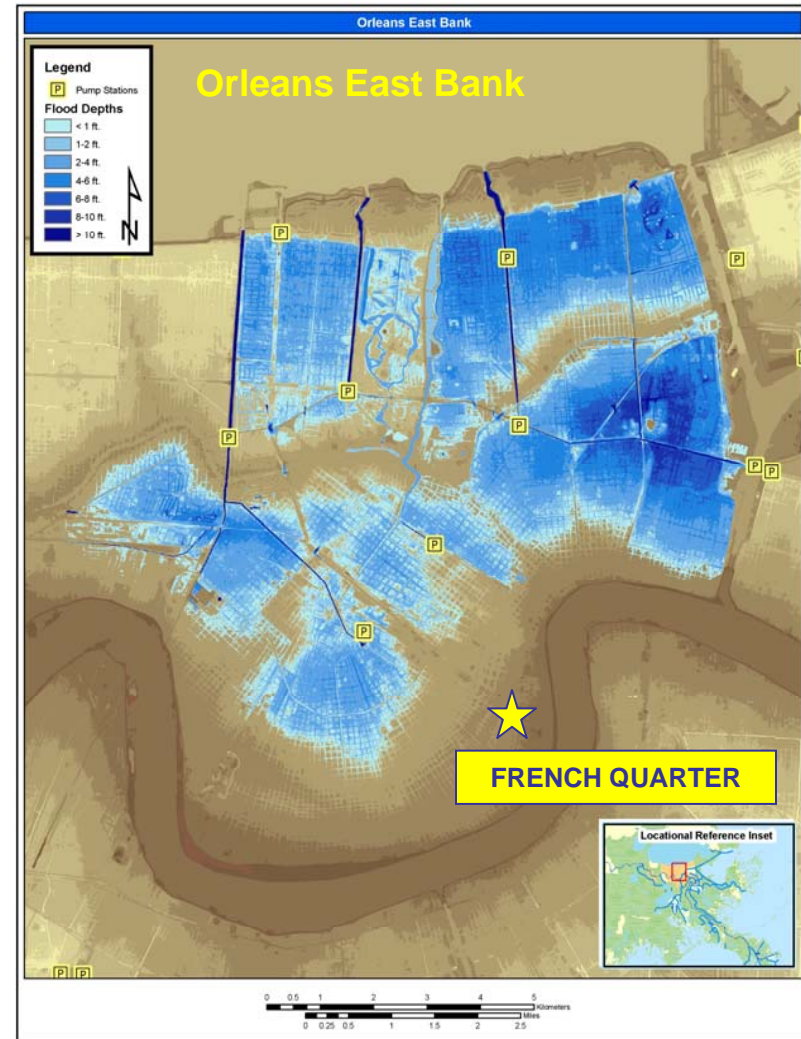 Orleans East Bank
Orleans East Bank
Legend
P Pump Stations
Flood Depths
< 1 ft.
1-2 ft.
2-4 ft.
4-6 ft.
6-8 ft.
8-10 ft.
> 10 ft.
N
P
P
P
P
P
P
P
P P
P
P
FRENCH QUARTER
Locational Reference Inset
P P
0 0.5 1 2 3 4 5
Kilometers
Miles
0 0.25 0.5 1 1.5 2 2.5